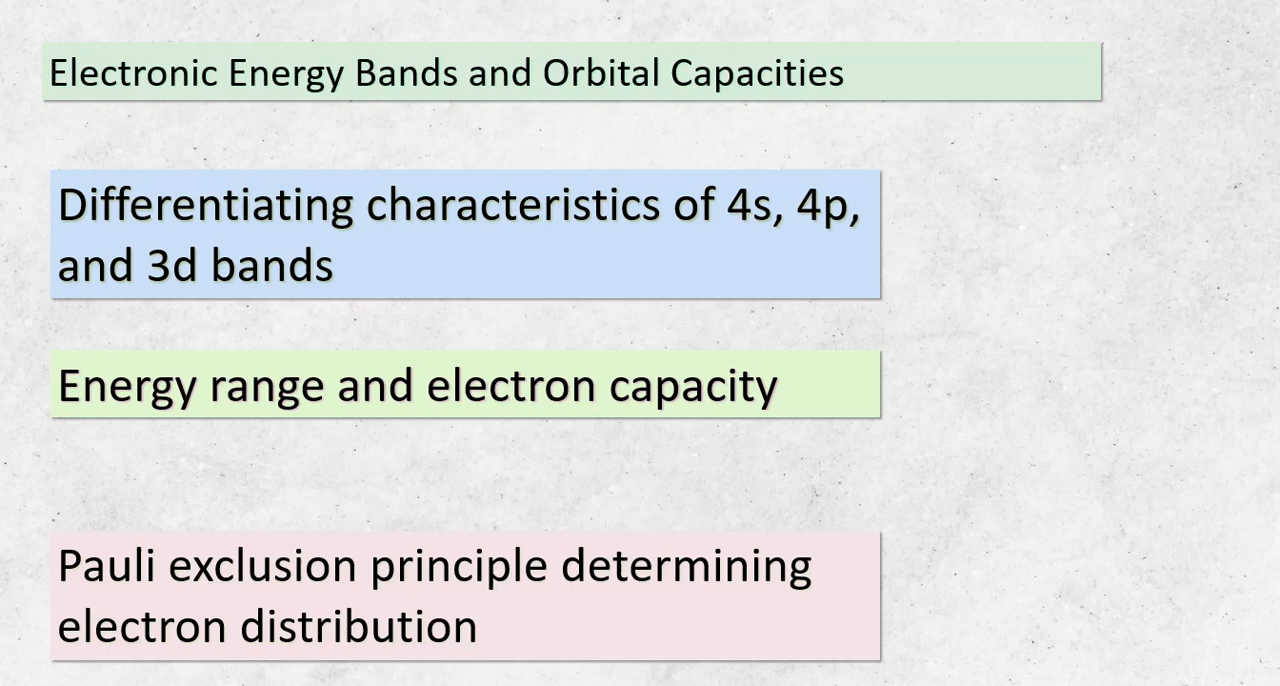 Electronic Energy Bands and Orbital Capacities
Differentiating characteristics of 4s, 4p,
and 3d bands
Energy range and electron capacity
Pauli exclusion principle determining
electron distribution